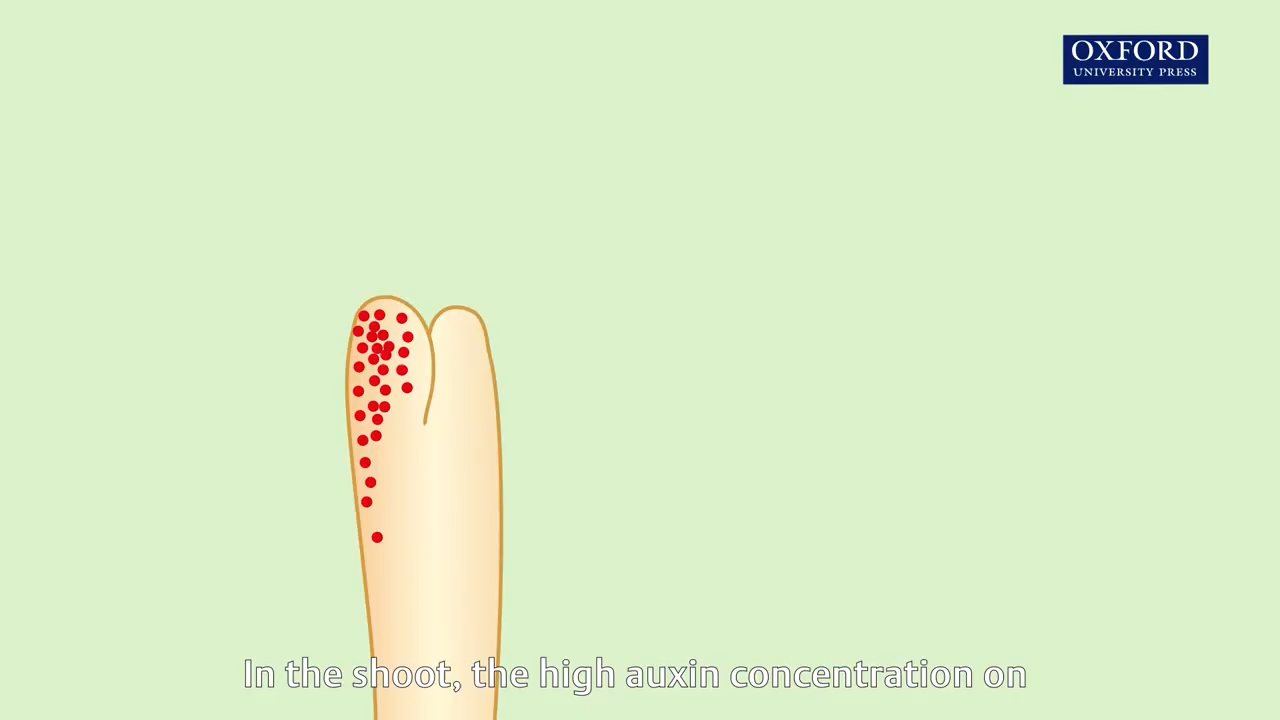 OXFORD
UNIVERSITY PRESS
In the shoot, the high auxin concentration on